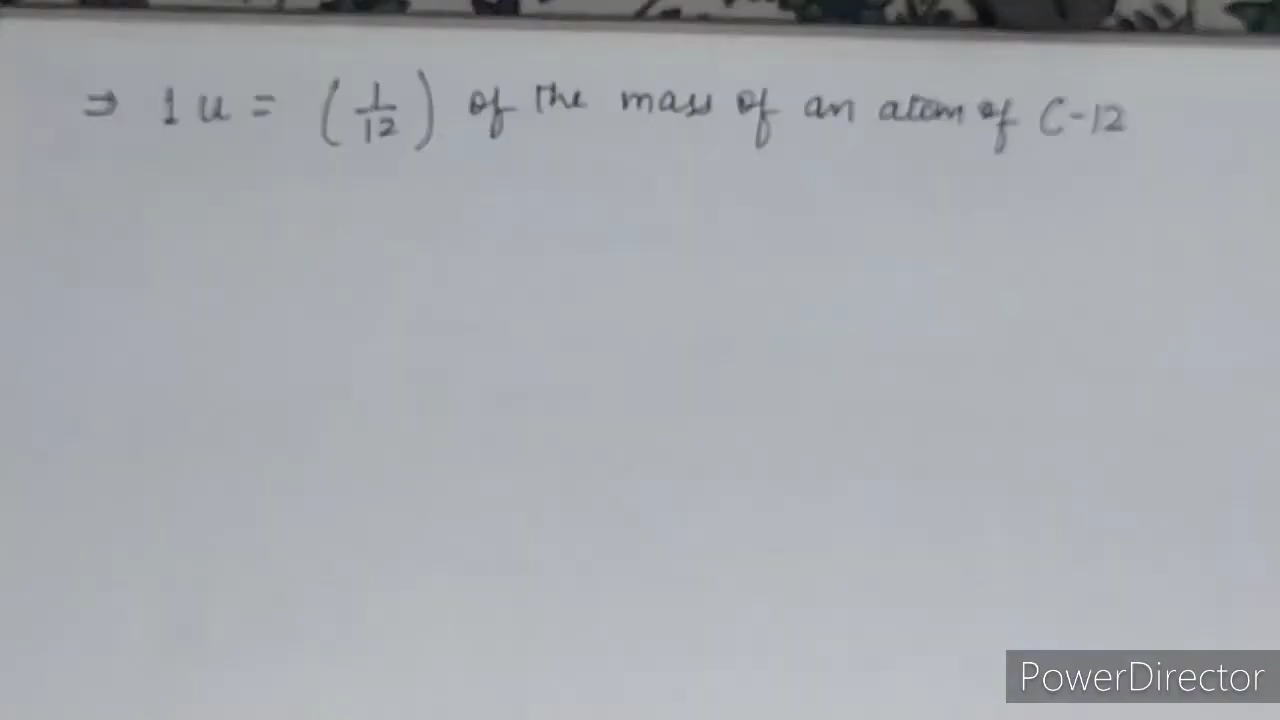 ⇒ 1 u = (1/12) of the mass of an atom of C-12
PowerDirector